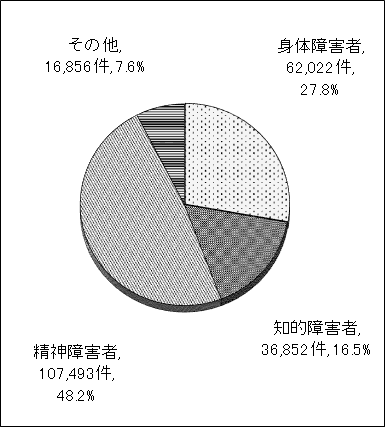 その他,
16,856件,7.6%
身体障害者,
62,022件,
27.8%
知的障害者,
36,852件,16.5%
精神障害者,
107,493件,
48.2%